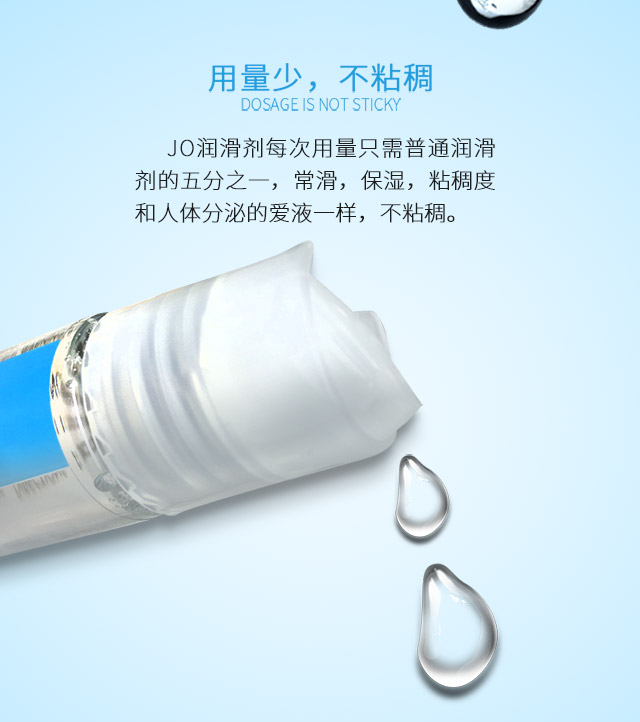 用量少，不粘稠
DOSAGE IS NOT STICKY
JO润滑剂每次用量只需普通润滑
剂的五分之一，常滑，保湿，粘稠度
和人体分泌的爱液一样，不粘稠。